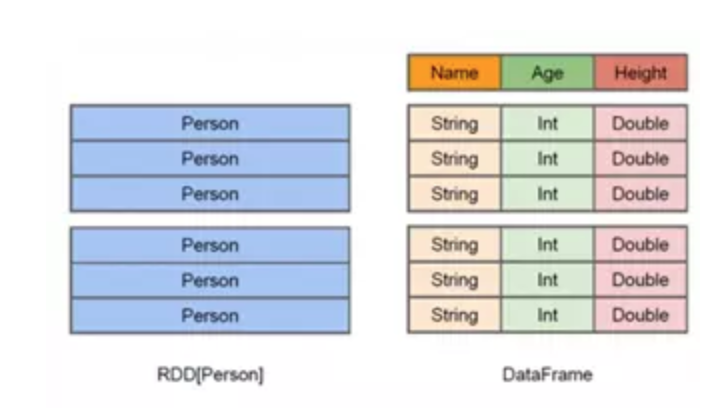 Name Age Height
Person String Int Double
Person String Int Double
Person String Int Double
Person String Int Double
Person String Int Double
Person String Int Double
RDD[Person] DataFrame